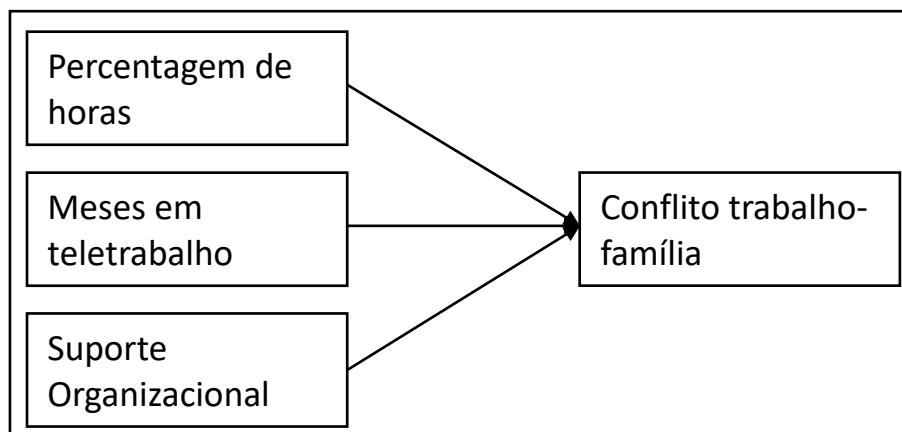 Percentagem de
horas
Meses em
teletrabalho
Conflito trabalho-
família
Suporte
Organizacional